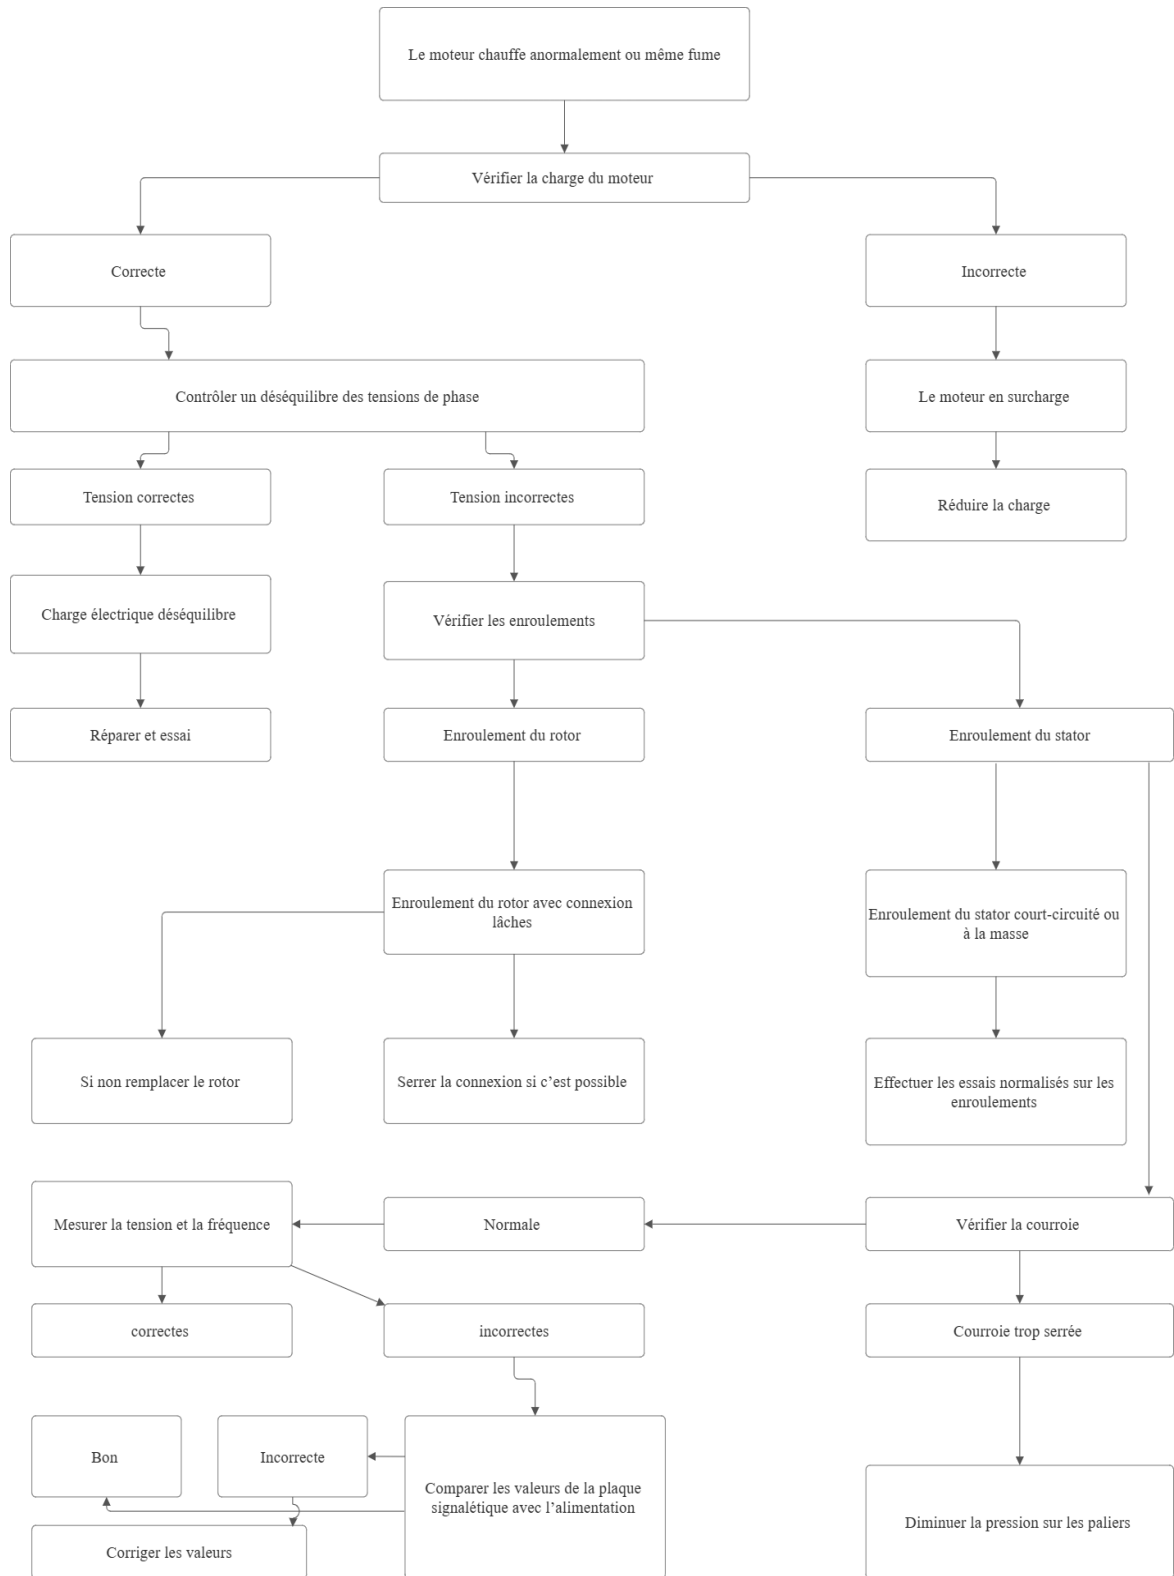 Le moteur chauffe anormalement ou même fume
Vérifier la charge du moteur
Correcte
Incorrecte
Contrôler un déséquilibre des tensions de phase
Le moteur en surcharge
Tension correctes
Tension incorrectes
Réduire la charge
Charge électrique déséquilibre
Vérifier les enroulements
Réparer et essai
Enroulement du rotor
Enroulement du stator
Enroulement du rotor avec connexion
lâches
Enroulement du stator court-circuité ou
à la masse
Si non remplacer le rotor
Serrer la connexion si c’est possible
Effectuer les essais normalisés sur les
enroulements
Mesurer la tension et la fréquence
Normale
Vérifier la courroie
correctes
incorrectes
Courroie trop serrée
Bon
Incorrecte
Comparer les valeurs de la plaque
signalétique avec l’alimentation
Diminuer la pression sur les paliers
Corriger les valeurs